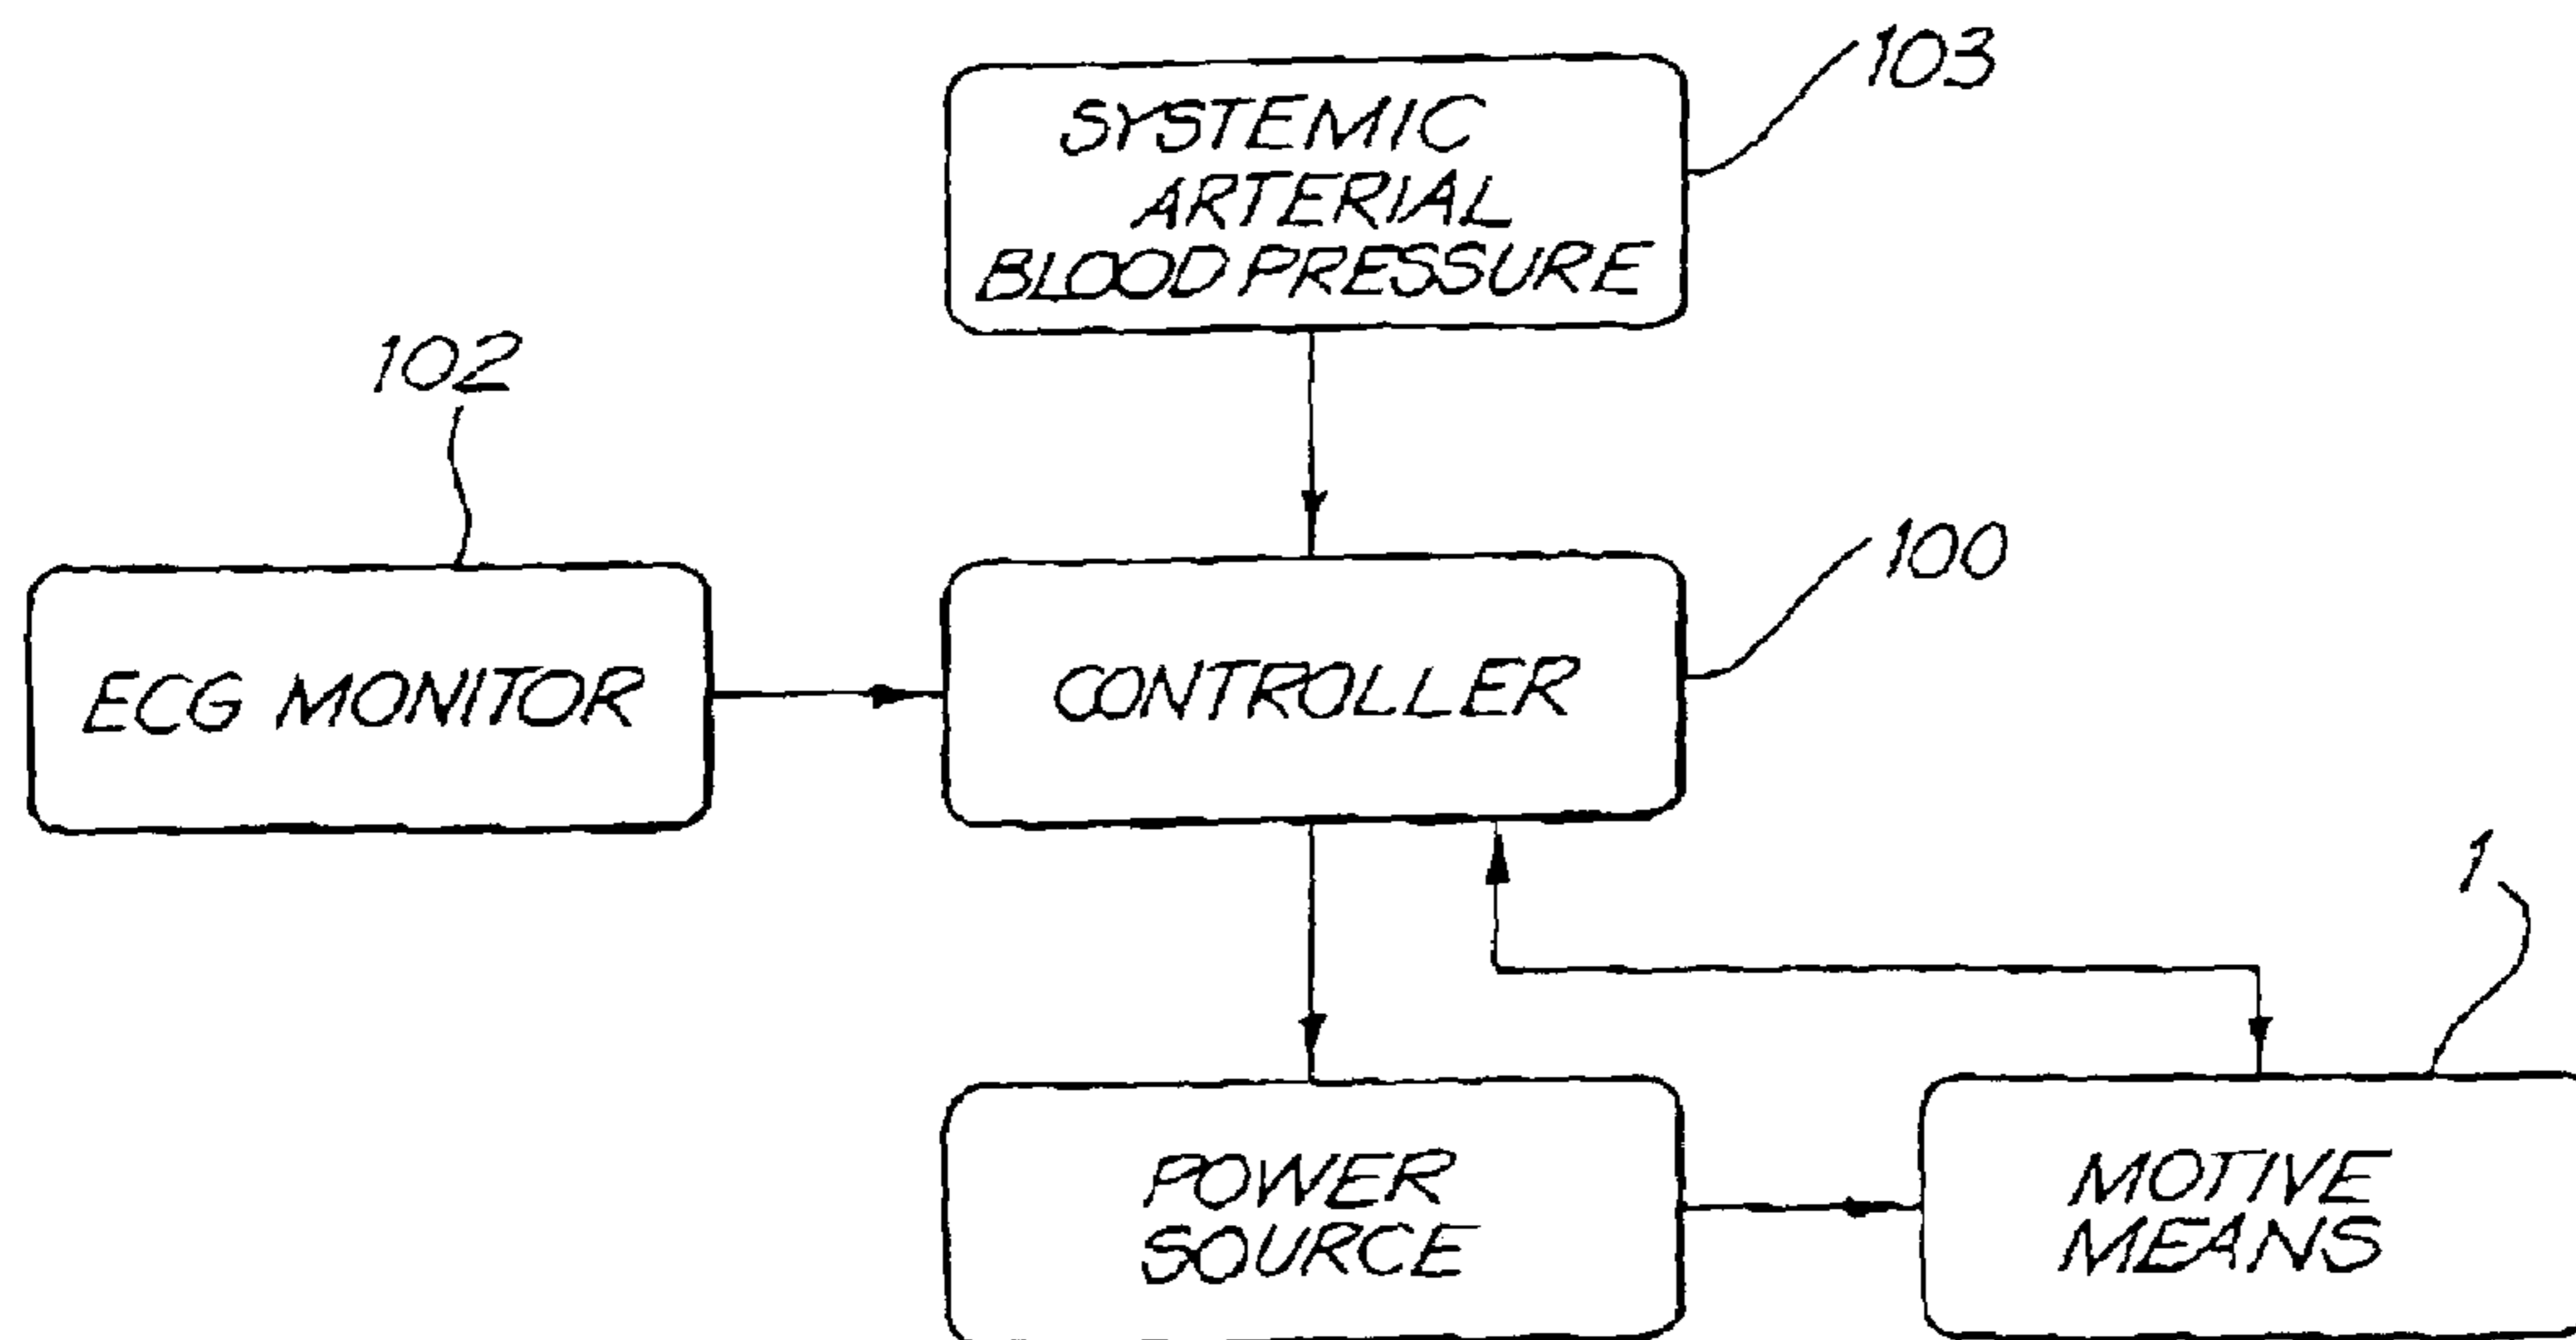 103
SYSTEMIC
ARTERIAL
BLOOD PRESSURE
102
100
ECG MONITOR
CONTROLLER
1
POWER
SOURCE
MOTIVE
MEANS